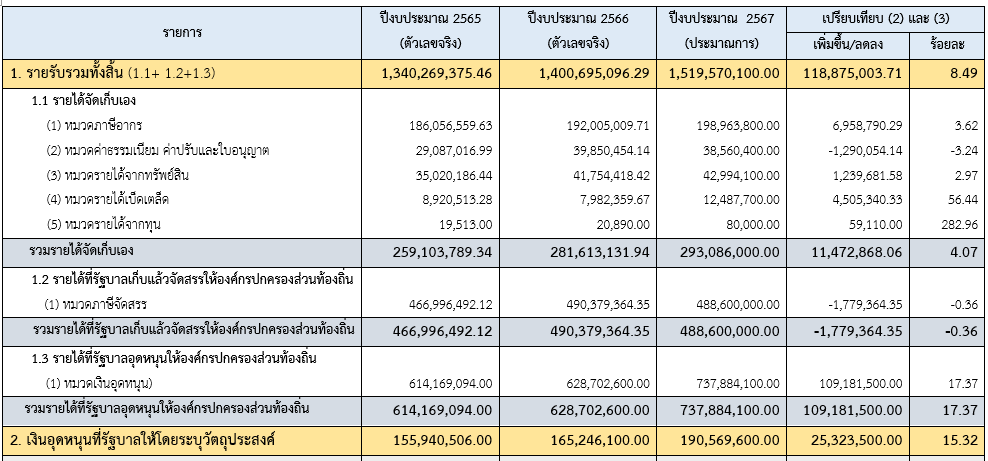 รายการ ปีงบประมาณ 2565 ปีงบประมาณ 2566 ปีงบประมาณ 2567 เปรียบเทียบ (2) และ (3)
(ตัวเลขจริง) (ตัวเลขจริง) (ประมาณการ) เพิ่มขึ้น/ลดลง ร้อยละ
1. รายรับรวมทั้งสิ้น (1.1+ 1.2+1.3) 1,340,269,375.46 1,400,695,096.29 1,519,570,100.00 118,875,003.71 8.49
1.1 รายได้จัดเก็บเอง
(1) หมวดภาษีอากร 186,056,559.63 192,005,009.71 198,963,800.00 6,958,790.29 3.62
(2) หมวดค่าธรรมเนียม ค่าปรับและใบอนุญาต 29,087,016.99 39,850,454.14 38,560,400.00 -1,290,054.14 -3.24
(3) หมวดรายได้จากทรัพย์สิน 35,020,186.44 41,754,418.42 42,994,100.00 1,239,681.58 2.97
(4) หมวดรายได้เบ็ดเตล็ด 8,920,513.28 7,982,359.67 12,487,700.00 4,505,340.33 56.44
(5) หมวดรายได้จากทุน 19,513.00 20,890.00 80,000.00 59,110.00 282.96
รวมรายได้จัดเก็บเอง 259,103,789.34 281,613,131.94 293,086,000.00 11,472,868.06 4.07
1.2 รายได้ที่รัฐบาลเก็บแล้วจัดสรรให้องค์กรปกครองส่วนท้องถิ่น
(1) หมวดภาษีจัดสรร 466,996,492.12 490,379,364.35 488,600,000.00 -1,779,364.35 -0.36
รวมรายได้ที่รัฐบาลเก็บแล้วจัดสรรให้องค์กรปกครองส่วนท้องถิ่น 466,996,492.12 490,379,364.35 488,600,000.00 -1,779,364.35 -0.36
1.3 รายได้ที่รัฐบาลอุดหนุนให้องค์กรปกครองส่วนท้องถิ่น
(1) หมวดเงินอุดหนุน) 614,169,094.00 628,702,600.00 737,884,100.00 109,181,500.00 17.37
รวมรายได้ที่รัฐบาลอุดหนุนให้องค์กรปกครองส่วนท้องถิ่น 614,169,094.00 628,702,600.00 737,884,100.00 109,181,500.00 17.37
2. เงินอุดหนุนที่รัฐบาลให้โดยระบุวัตถุประสงค์ 155,940,506.00 165,246,100.00 190,569,600.00 25,323,500.00 15.32